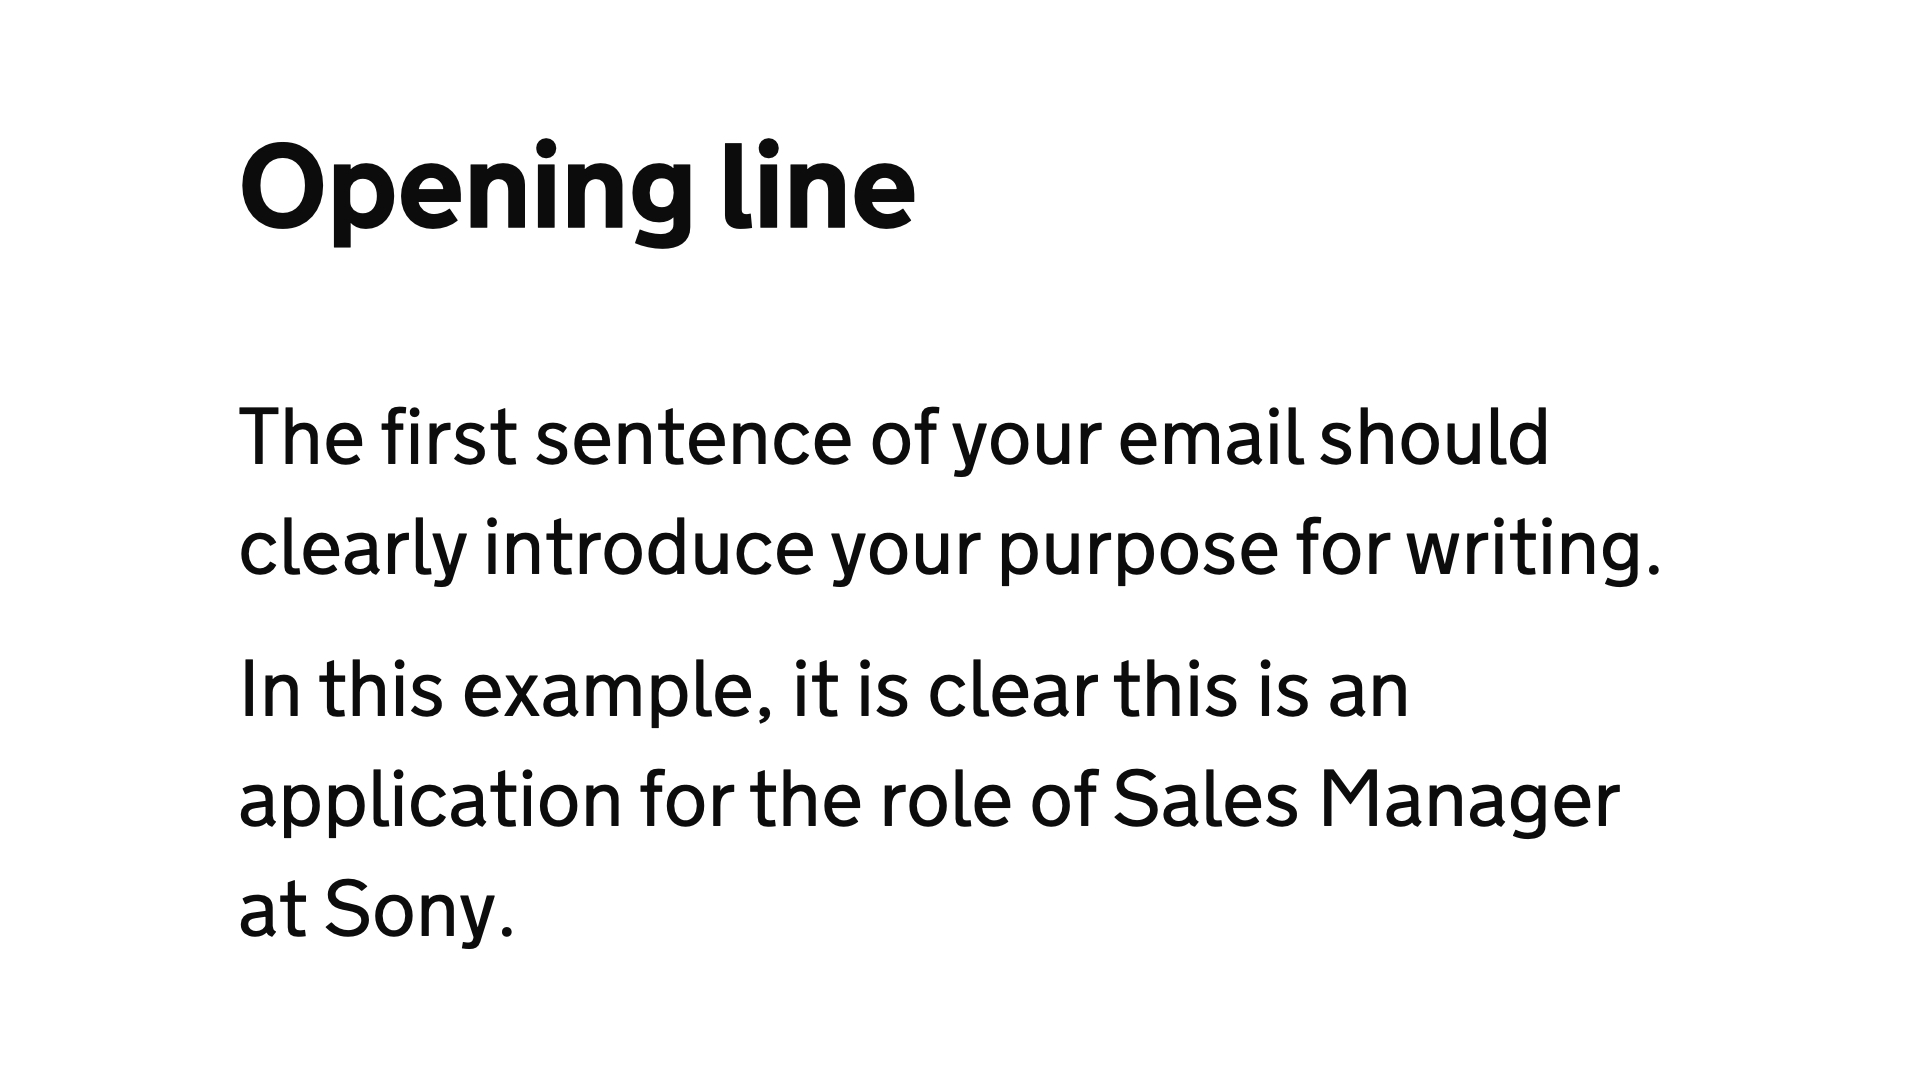 Opening line
The first sentence of your email should
clearly introduce your purpose for writing.
In this example, it is clear this is an
application for the role of Sales Manager
at Sony.